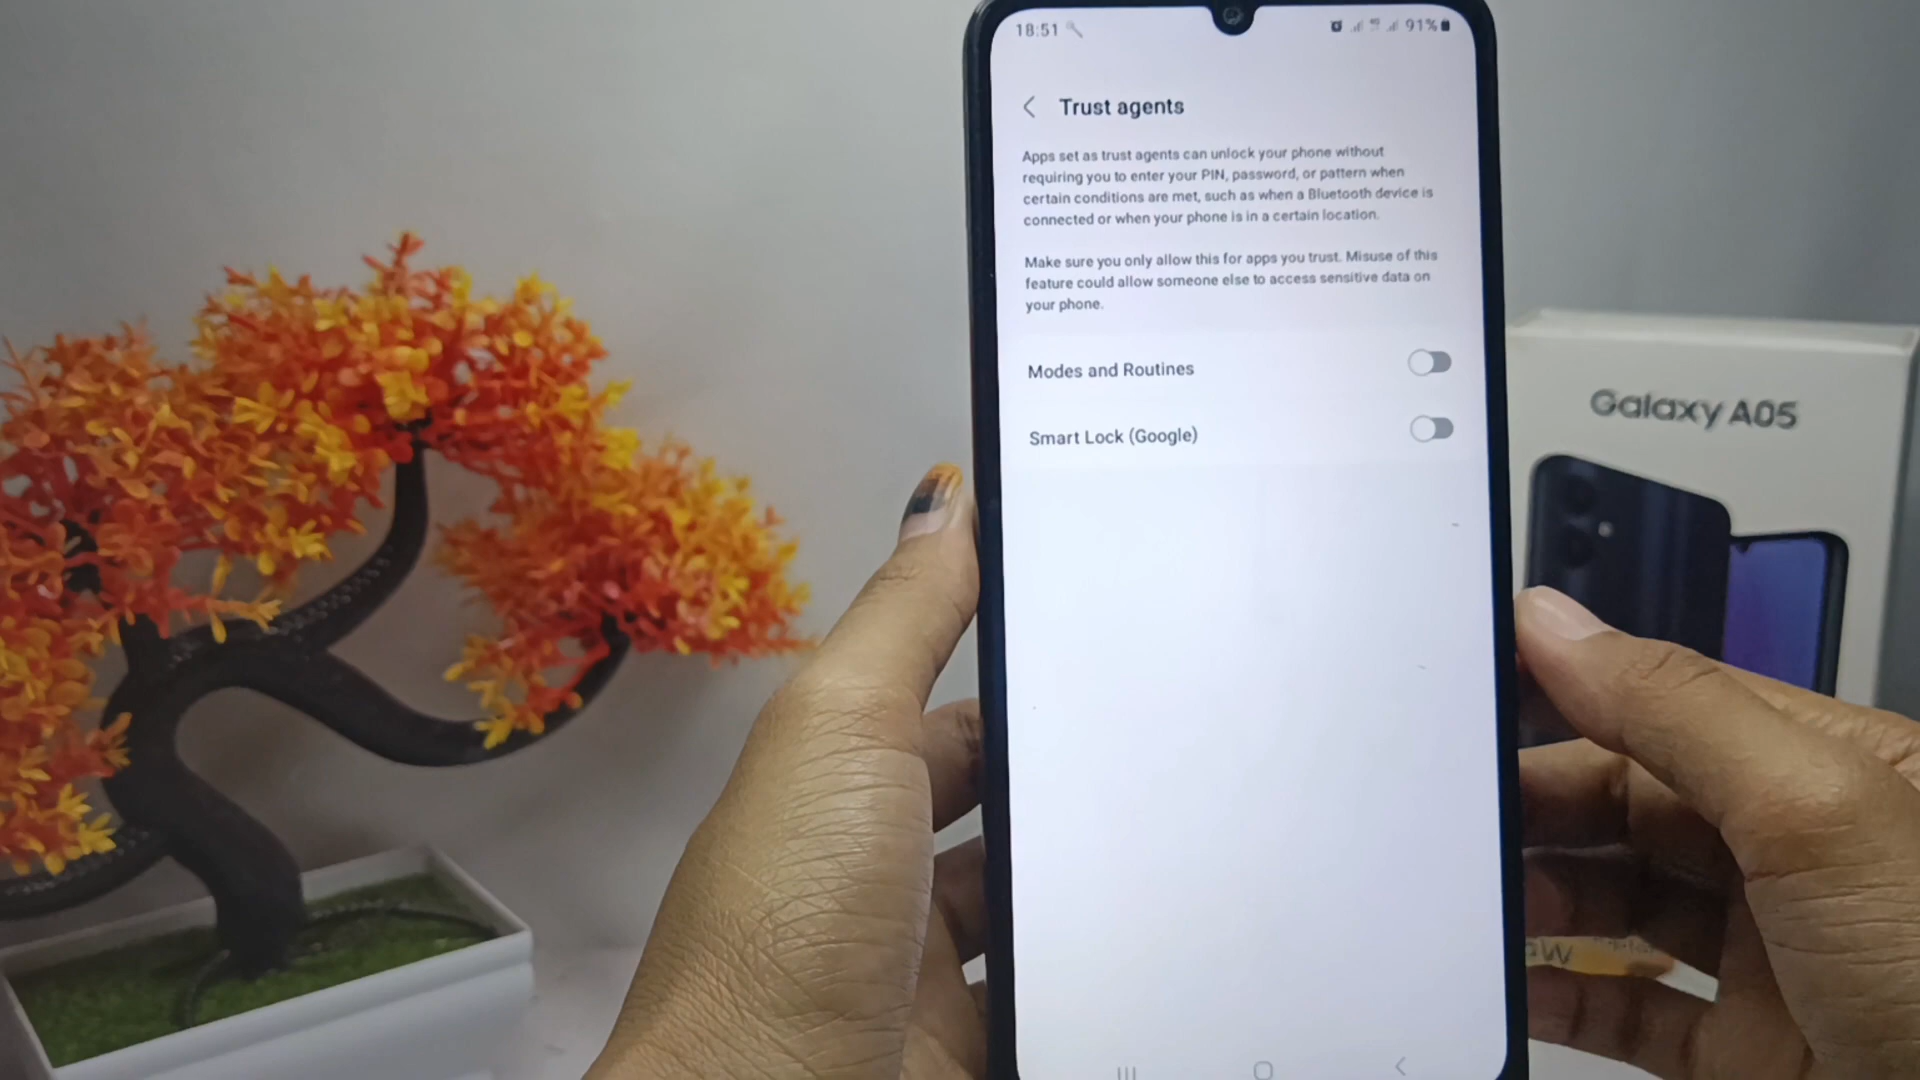 18:51
91%
Trust agents
Apps set as trust agents can unlock your phone without
requiring you to enter your PIN, password, or pattern when
certain conditions are met, such as when a Bluetooth device is
connected or when your phone is in a certain location.
Make sure you only allow this for apps you trust. Misuse of this
feature could allow someone else to access sensitive data on
your phone.
Modes and Routines
Smart Lock (Google)
Galaxy A05